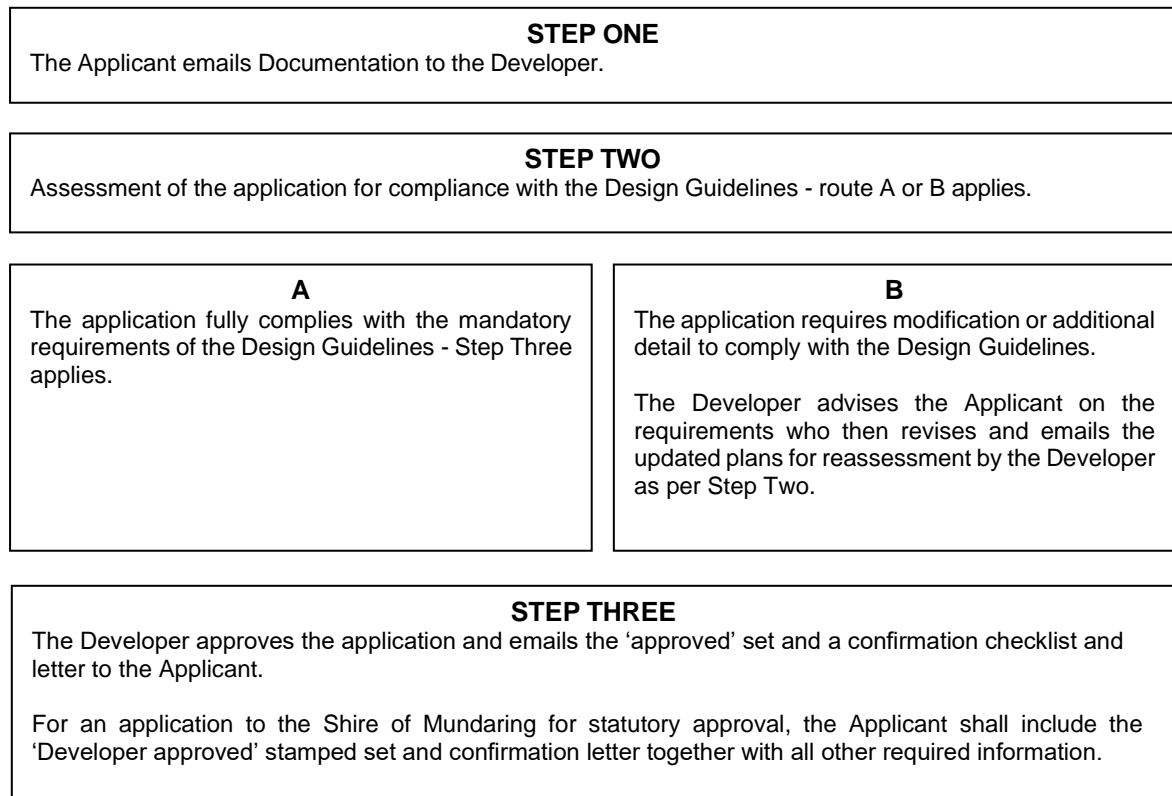 STEP ONE
The Applicant emails Documentation to the Developer.
STEP TWO
Assessment of the application for compliance with the Design Guidelines - route A or B applies.
A
The application fully complies with the mandatory
requirements of the Design Guidelines - Step Three
applies.
B
The application requires modification or additional
detail to comply with the Design Guidelines.
The Developer advises the Applicant on the
requirements who then revises and emails the
updated plans for reassessment by the Developer
as per Step Two.
STEP THREE
The Developer approves the application and emails the ‘approved’ set and a confirmation checklist and
letter to the Applicant.
For an application to the Shire of Mundaring for statutory approval, the Applicant shall include the
‘Developer approved’ stamped set and confirmation letter together with all other required information.